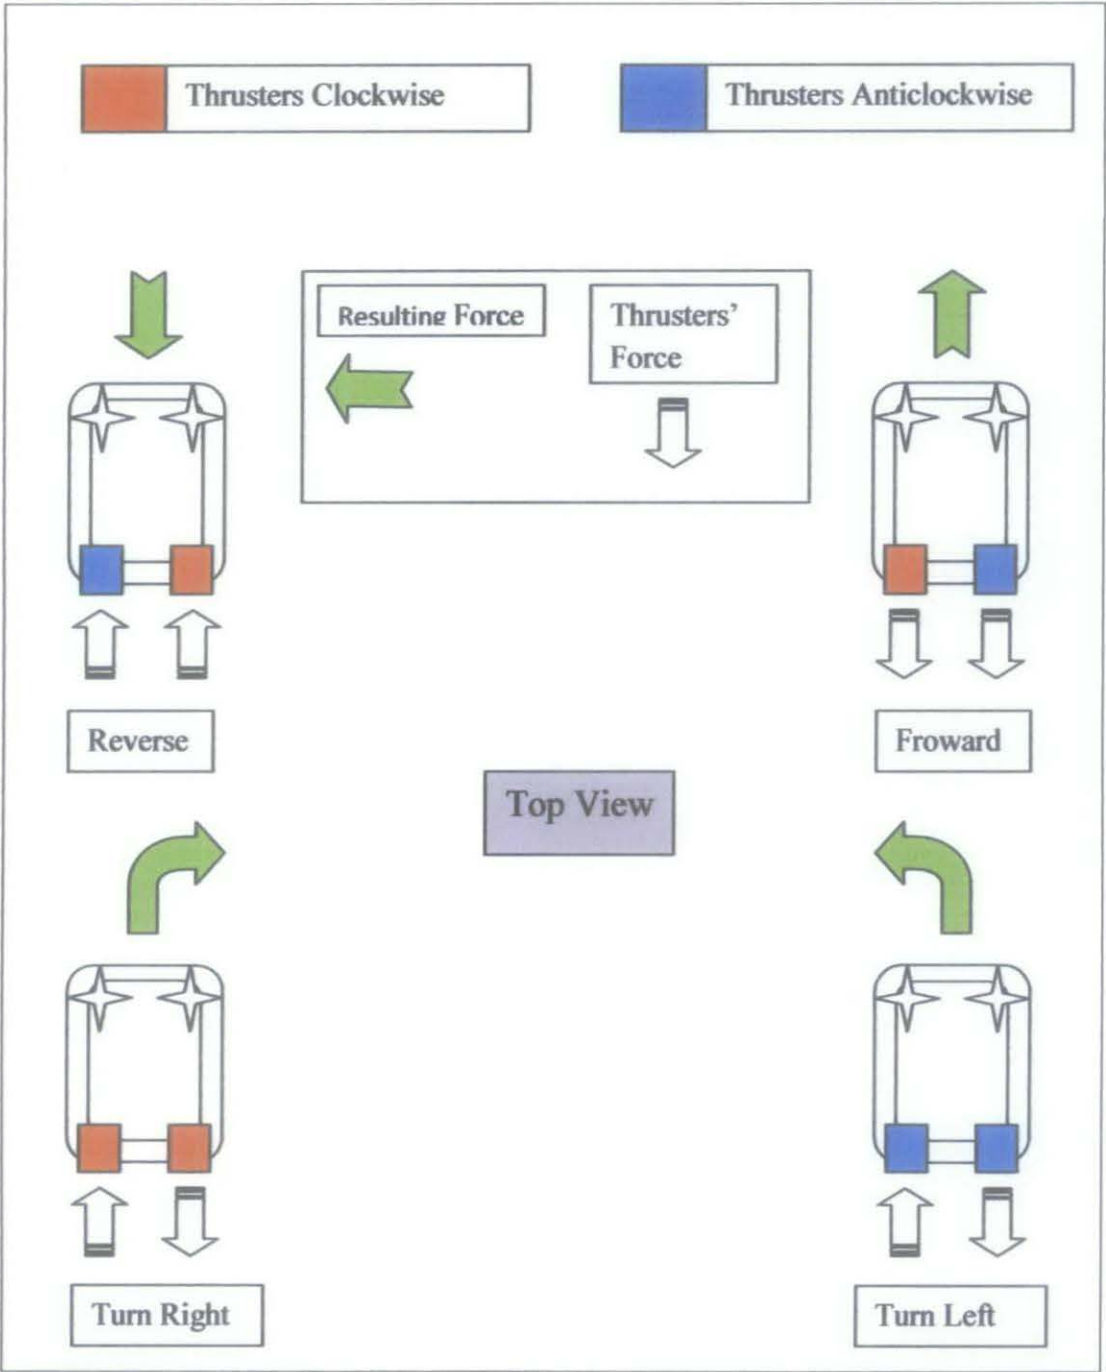 Thrusters Clockwise
Thrusters Anticlockwise
Resulting Force
Thrusters'
Force
Reverse
Froward
Top View
Turn Right
Turn Left